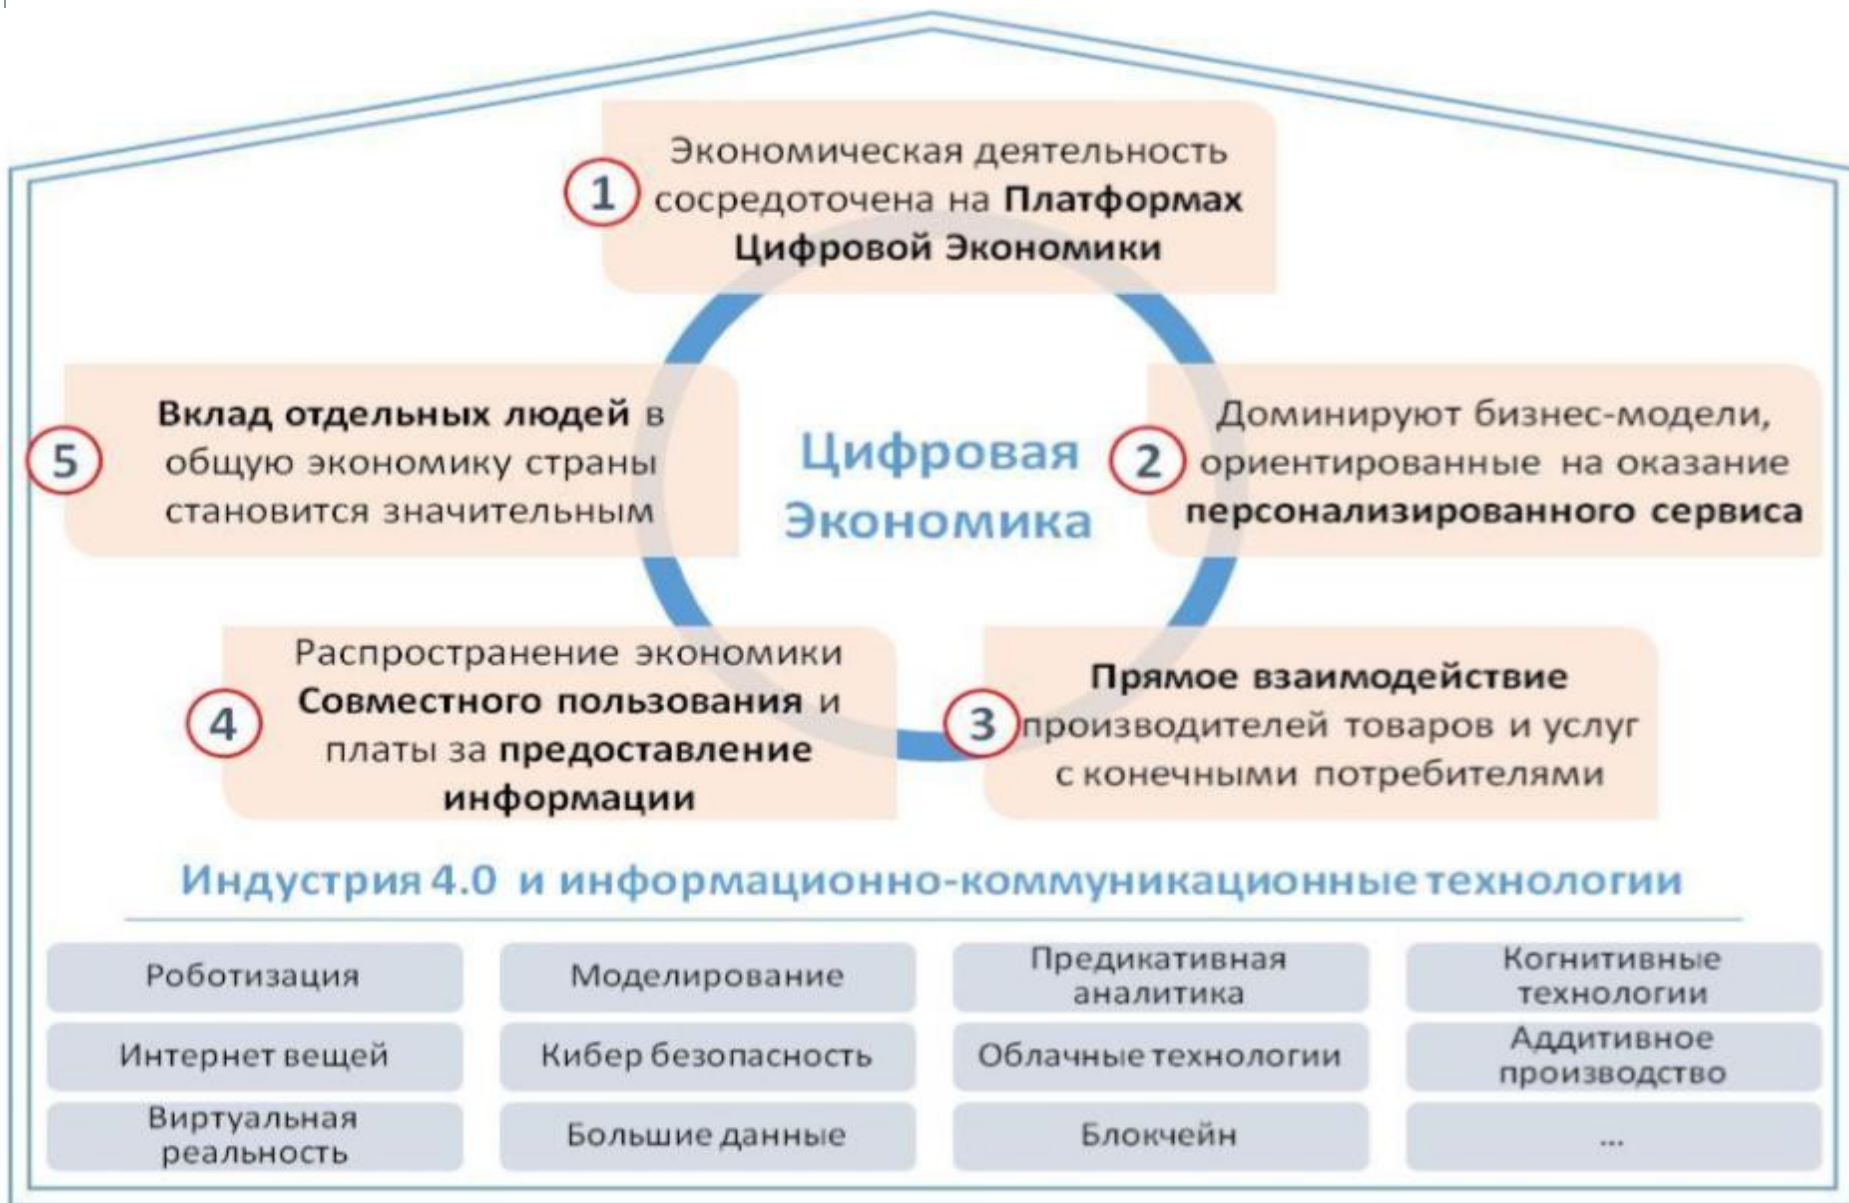 1
Экономическая деятельность
сосредоточена на Платформах
Цифровой Экономики
5
Вклад отдельных людей в
общую экономику страны
становится значительным
Цифровая
Экономика
2
Доминируют бизнес-модели,
ориентированные на оказание
персонализированного сервиса
4
Распространение экономики
Совместного пользования и
платы за предоставление
информации
3
Прямое взаимодействие
производителей товаров и услуг
с конечными потребителями
Индустрия 4.0 и информационно-коммуникационные технологии
Роботизация
Моделирование
Предикативная
аналитика
Когнитивные
технологии
Интернет вещей
Кибер безопасность
Облачные технологии
Аддитивное
производство
Виртуальная
реальность
Большие данные
Блокчейн
...